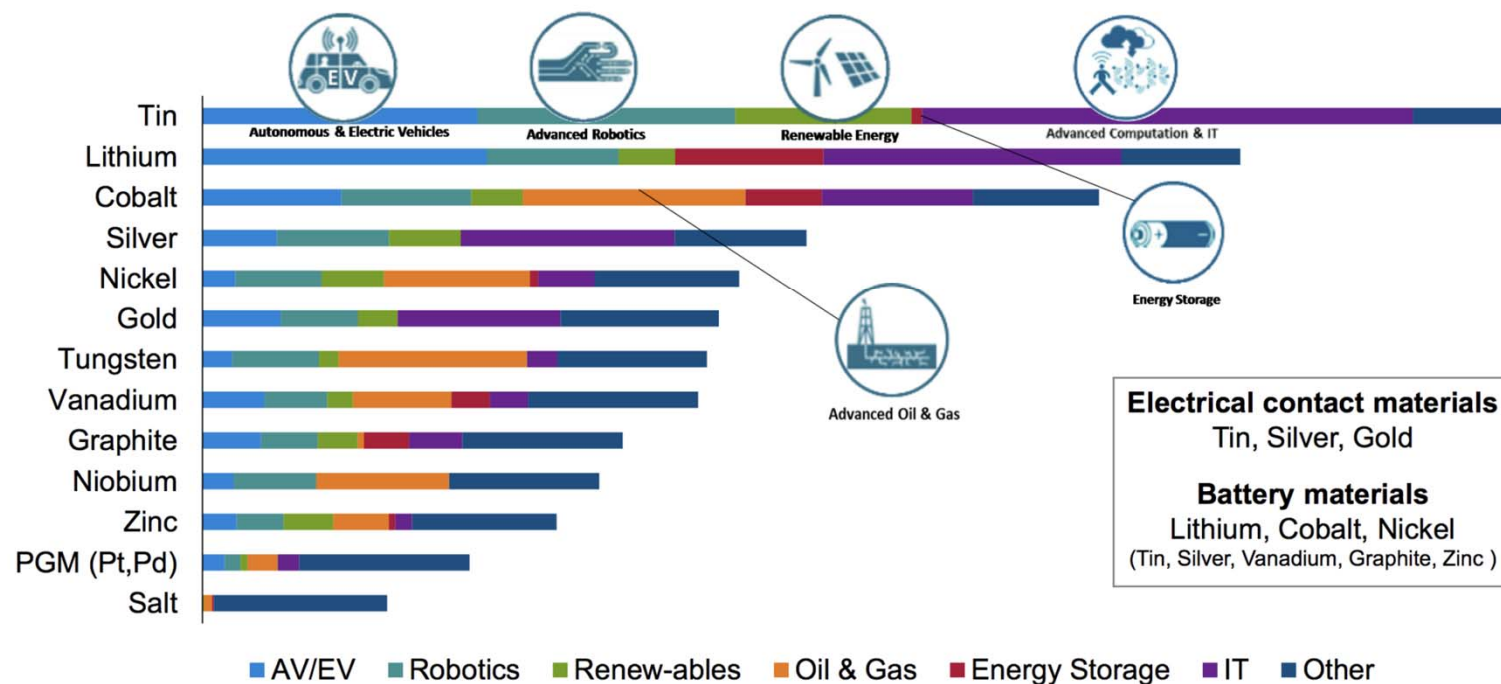 EV
Tin
Autonomous & Electric Vehicles
Advanced Robotics
Renewable Energy
Advanced Computation & IT
Lithium
Cobalt
Silver
Nickel
Energy Storage
Gold
Tungsten
Vanadium
Advanced Oil & Gas
Graphite
Niobium
Zinc
PGM (Pt,Pd)
Salt
Electrical contact materials
Tin, Silver, Gold
Battery materials
Lithium, Cobalt, Nickel
(Tin, Silver, Vanadium, Graphite, Zinc )
AV/EV Robotics Renew-ables Oil & Gas Energy Storage IT Other